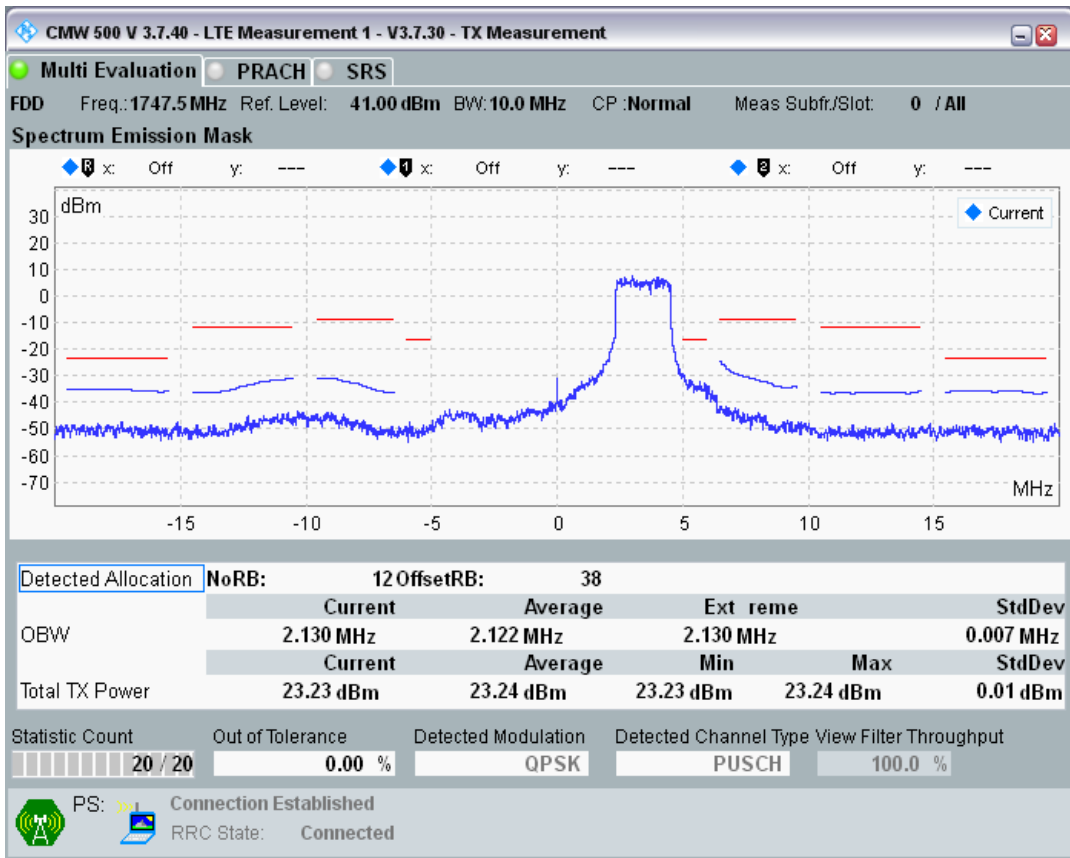 CMW 500 V 3.7.40 - LTE Measurement 1 - V3.7.30 - TX Measurement
Multi Evaluation PRACH SRS
FDD Freq.: 1747.5 MHz Ref. Level: 41.00 dBm BW: 10.0 MHz CP : Normal Meas Subfr./Slot: 0 / All
Spectrum Emission Mask
R x: Off y: --- 1 x: Off y: --- 2 x: Off y: ---
dBm
Current
30
20
10
0
-10
-20
-30
-40
-50
-60
-70
MHz
-15 -10 -5 0 5 10 15
Detected Allocation NoRB: 12 OffsetRB: 38
Current Average Ext reme StdDev
OBW 2.130 MHz 2.122 MHz 2.130 MHz 0.007 MHz
Current Average Min Max StdDev
Total TX Power 23.23 dBm 23.24 dBm 23.23 dBm 23.24 dBm 0.01 dBm
Statistic Count Out of Tolerance Detected Modulation Detected Channel Type View Filter Throughput
20 / 20 0.00 % QPSK PUSCH 100.0 %
PS: Connection Established
RRC State: Connected